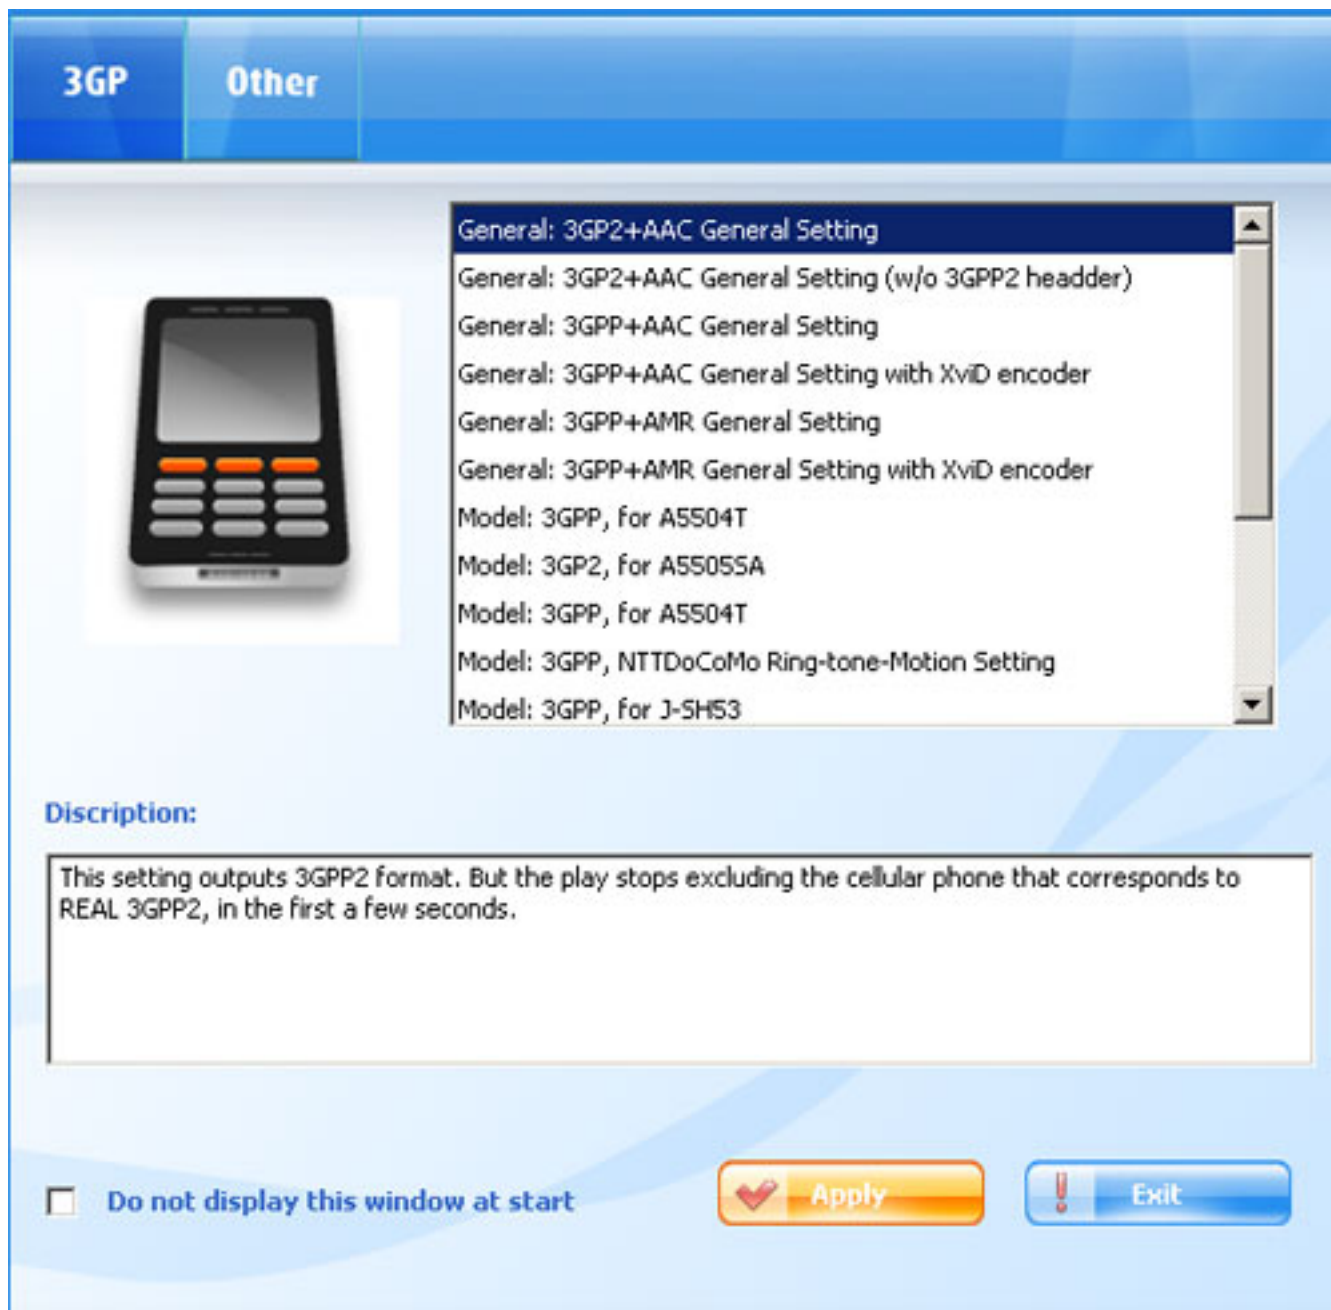 3GP
Other
General: 3GP2+AAC General Setting
General: 3GP2+AAC General Setting (w/o 3GPP2 headder)
General: 3GPP+AAC General Setting
General: 3GPP+AAC General Setting with XviD encoder
General: 3GPP+AMR General Setting
General: 3GPP+AMR General Setting with XviD encoder
Model: 3GPP, for A5504T
Model: 3GP2, for A5505SA
Model: 3GPP, for A5504T
Model: 3GPP, NTTDoCoMo Ring-tone-Motion Setting
Model: 3GPP, for J-SH53
Discription:
This setting outputs 3GPP2 format. But the play stops excluding the cellular phone that corresponds to
REAL 3GPP2, in the first a few seconds.
Do not display this window at start
Apply
Exit